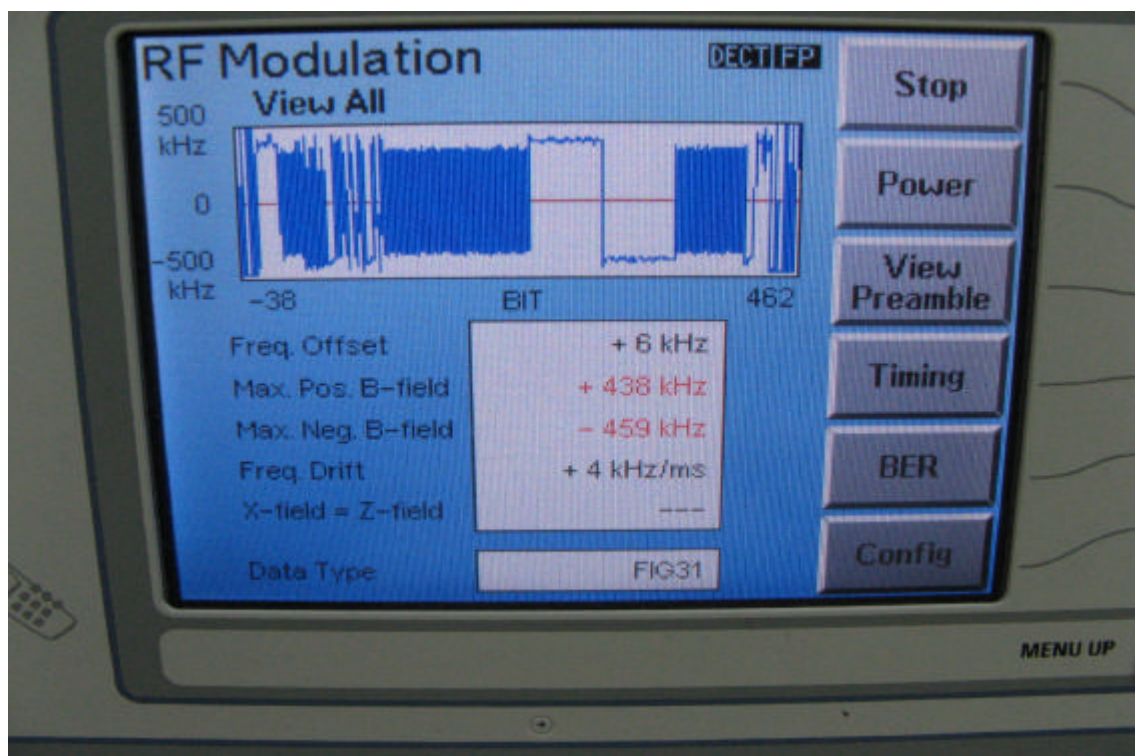 RF Modulation
DECT FP
View All
500
kHz
0
-500
kHz
-38
BIT
462
Freq. Offset + 6 kHz
Max. Pos. B-field + 438 kHz
Max. Neg. B-field - 459 kHz
Freq. Drift + 4 kHz/ms
X-field = Z-field ---
Data Type FIG31
Stop
Power
View
Preamble
Timing
BER
Config
MENU UP